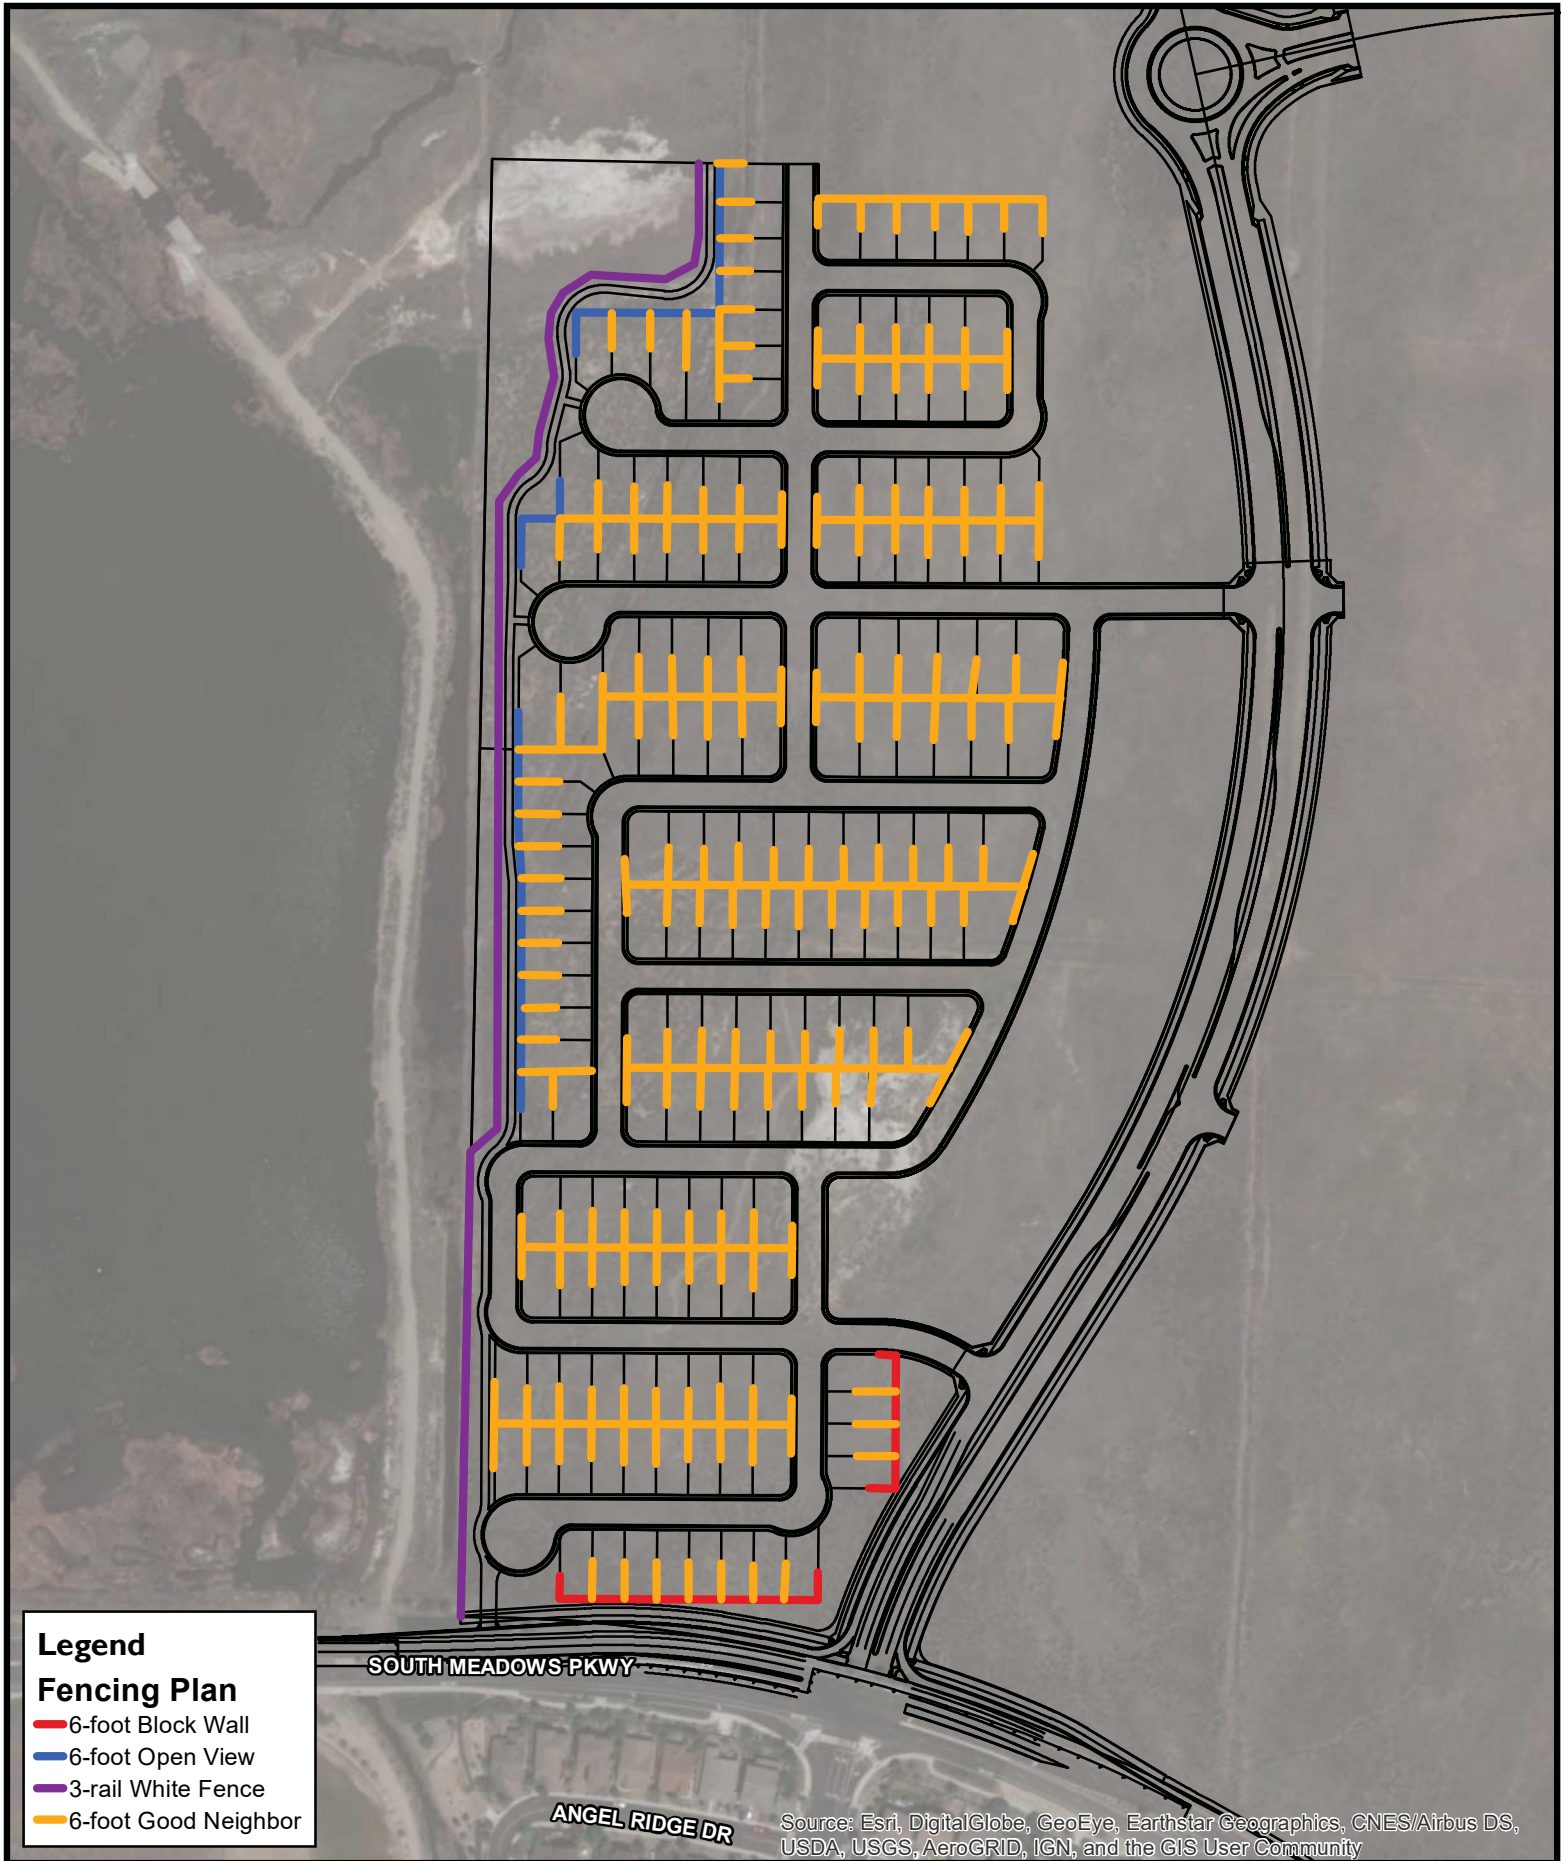 Legend
Fencing Plan
6-foot Block Wall
6-foot Open View
3-rail White Fence
6-foot Good Neighbor
SOUTH MEADOWS PKWY
ANGEL RIDGE DR
Source: Esri, DigitalGlobe, GeoEye, Earthstar Geographics, CNES/Airbus DS,
USDA, USGS, AeroGRID, IGN, and the GIS User Community